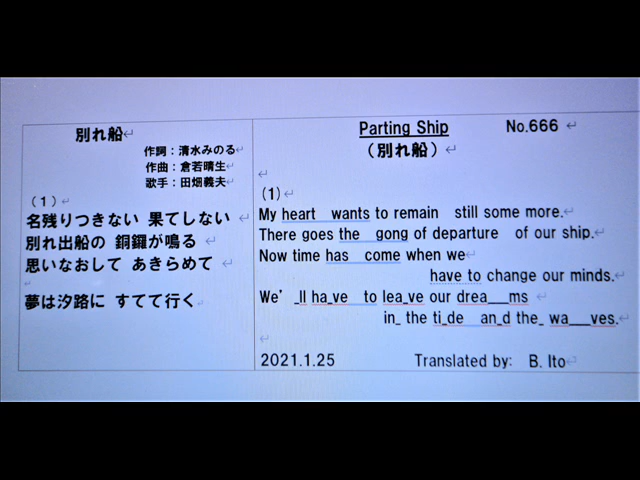 別れ船
作詞：清水みのる
作曲：倉若晴生
歌手：田畑義夫
（1）
名残りつきない 果てしない
別れ出船の 銅鑼が鳴る
思いなおして あきらめて
夢は汐路に すてて行く
Parting Ship No.666
（別れ船）
(1)
My heart wants to remain still some more.
There goes the gong of departure of our ship.
Now time has come when we
have to change our minds.
We'_ll ha_ve to lea_ve our drea___ms
in_ the ti_de an_d the_ wa___ves.
2021.1.25 Translated by: B. Ito